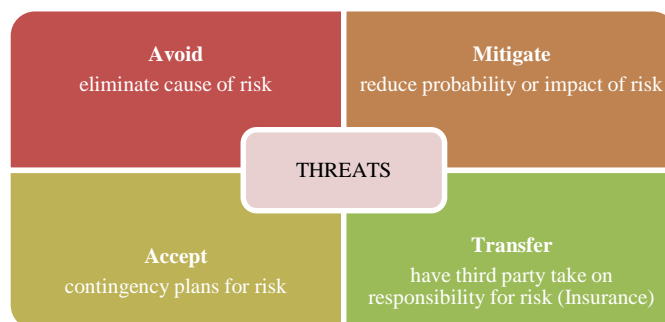 Avoid
eliminate cause of risk
Mitigate
reduce probability or impact of risk
THREATS
Accept
contingency plans for risk
Transfer
have third party take on
responsibility for risk (Insurance)